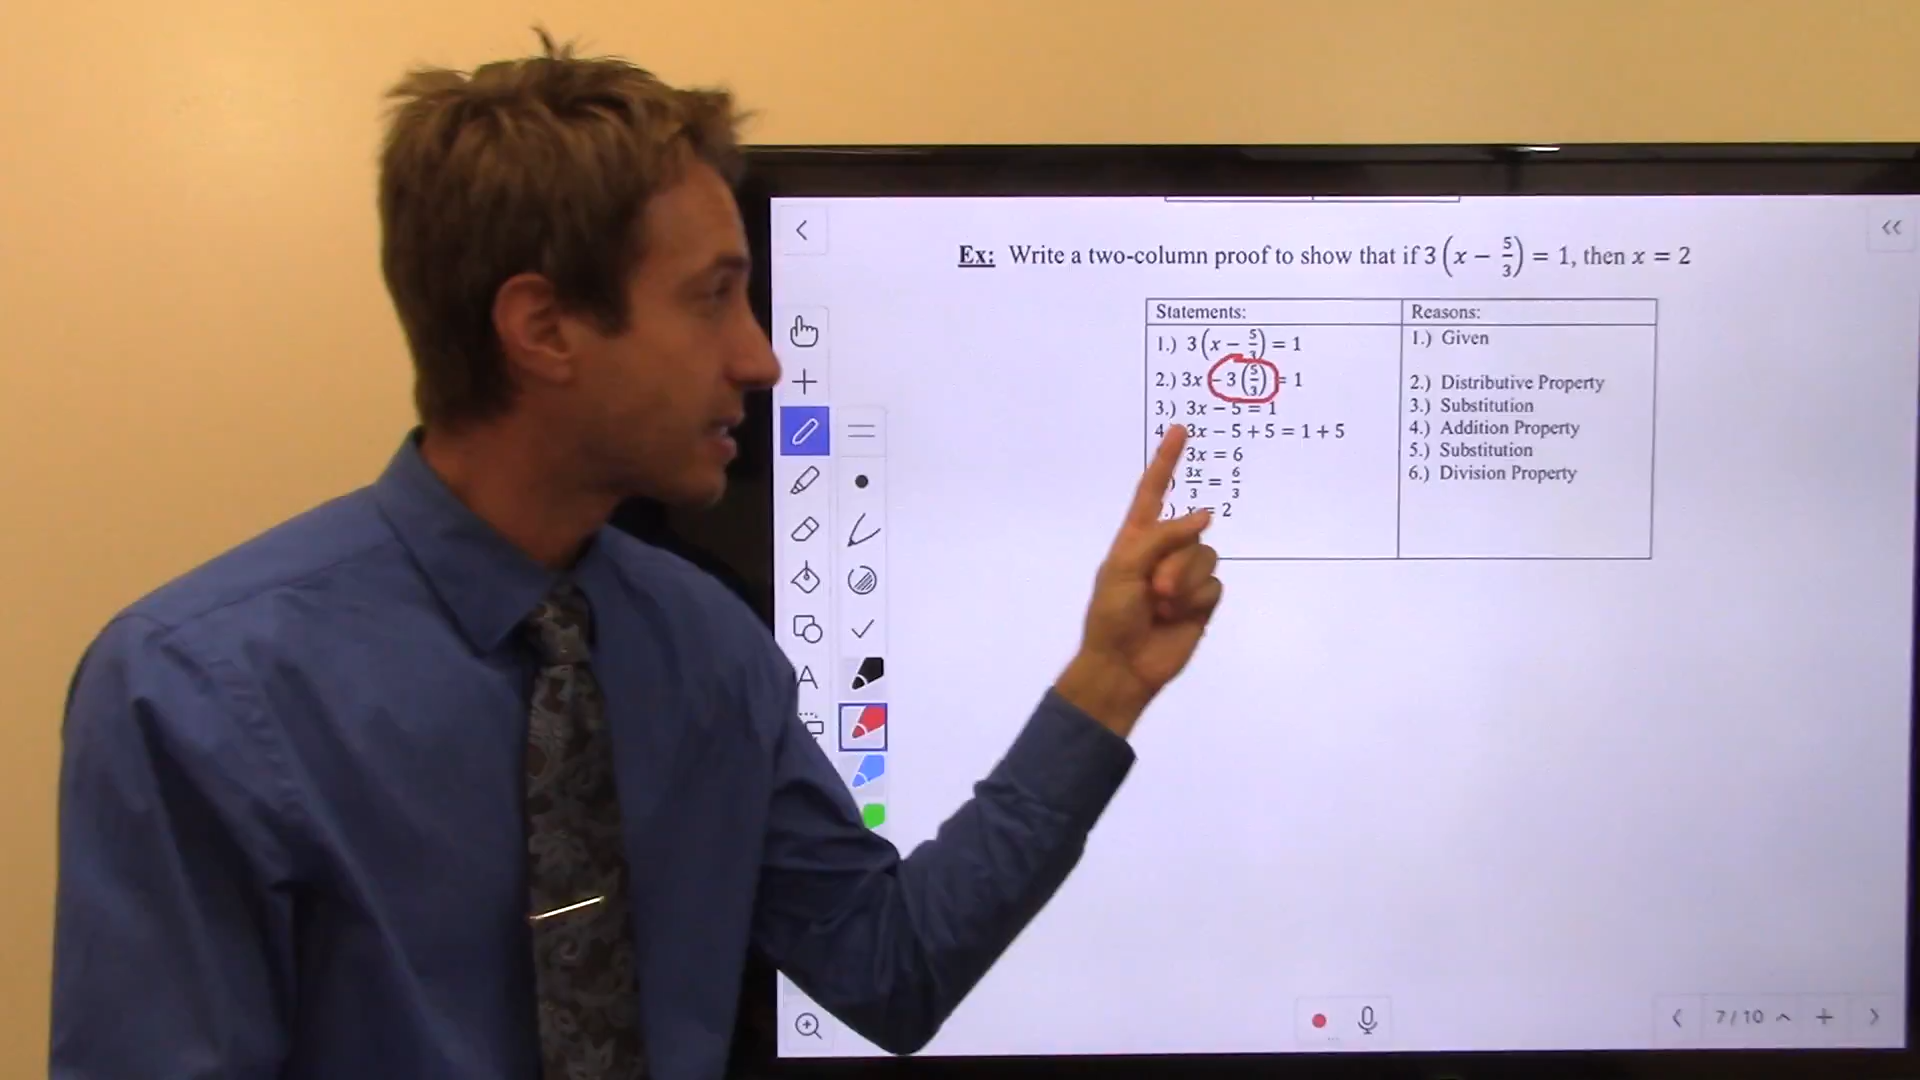 Ex: Write a two-column proof to show that if 3(x − 5/3) = 1, then x = 2
Statements:
Reasons:
1.) 3(x − 5/3) = 1
1.) Given
2.) 3x − 3(5/3) = 1
2.) Distributive Property
3.) 3x − 5 = 1
3.) Substitution
4 3x − 5 + 5 = 1 + 5
4.) Addition Property
3x = 6
5.) Substitution
) 3x/3 = 6/3
6.) Division Property
.) x = 2
A
7/10